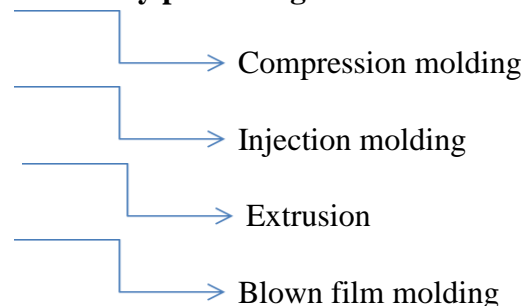 Compression molding
Injection molding
Extrusion
Blown film molding